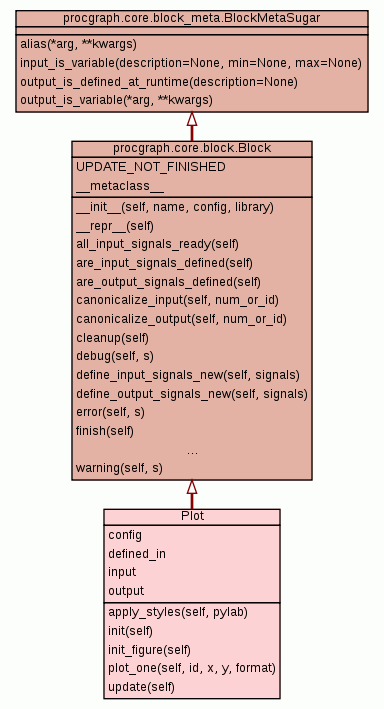 procgraph.core.block_meta.BlockMetaSugar
alias(*arg, **kwargs)
input_is_variable(description=None, min=None, max=None)
output_is_defined_at_runtime(description=None)
output_is_variable(*arg, **kwargs)
procgraph.core.block.Block
UPDATE_NOT_FINISHED
__metaclass__
__init__(self, name, config, library)
__repr__(self)
all_input_signals_ready(self)
are_input_signals_defined(self)
are_output_signals_defined(self)
canonicalize_input(self, num_or_id)
canonicalize_output(self, num_or_id)
cleanup(self)
debug(self, s)
define_input_signals_new(self, signals)
define_output_signals_new(self, signals)
error(self, s)
finish(self)
...
warning(self, s)
Plot
config
defined_in
input
output
apply_styles(self, pylab)
init(self)
init_figure(self)
plot_one(self, id, x, y, format)
update(self)